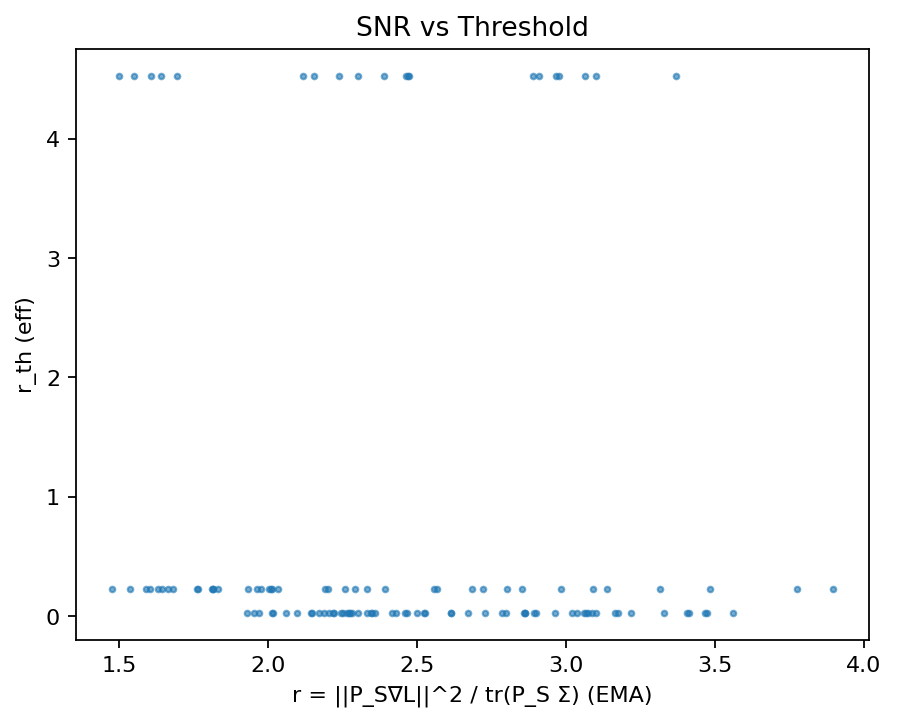 SNR vs Threshold
r_th (eff)
4
3
2
1
0
1.5 2.0 2.5 3.0 3.5 4.0
r = ||P_S∇L||^2 / tr(P_S Σ) (EMA)